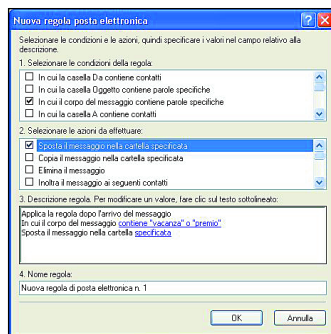 Nuova regola posta elettronica
Selezionare le condizioni e le azioni, quindi specificare i valori nel campo relativo alla
descrizione.
1. Selezionare le condizioni della regola:
In cui la casella Da contiene contatti
In cui la casella Oggetto contiene parole specifiche
In cui il corpo del messaggio contiene parole specifiche
In cui la casella A contiene contatti
2. Selezionare le azioni da effettuare:
Sposta il messaggio nella cartella specificata
Copia il messaggio nella cartella specificata
Elimina il messaggio
Inoltra il messaggio ai seguenti contatti
3. Descrizione regola. Per modificare un valore, fare clic sul testo sottolineato:
Applica la regola dopo l'arrivo del messaggio
In cui il corpo del messaggio contiene "vacanza" o "premio"
Sposta il messaggio nella cartella specificata
4. Nome regola:
Nuova regola di posta elettronica n. 1
OK
Annulla